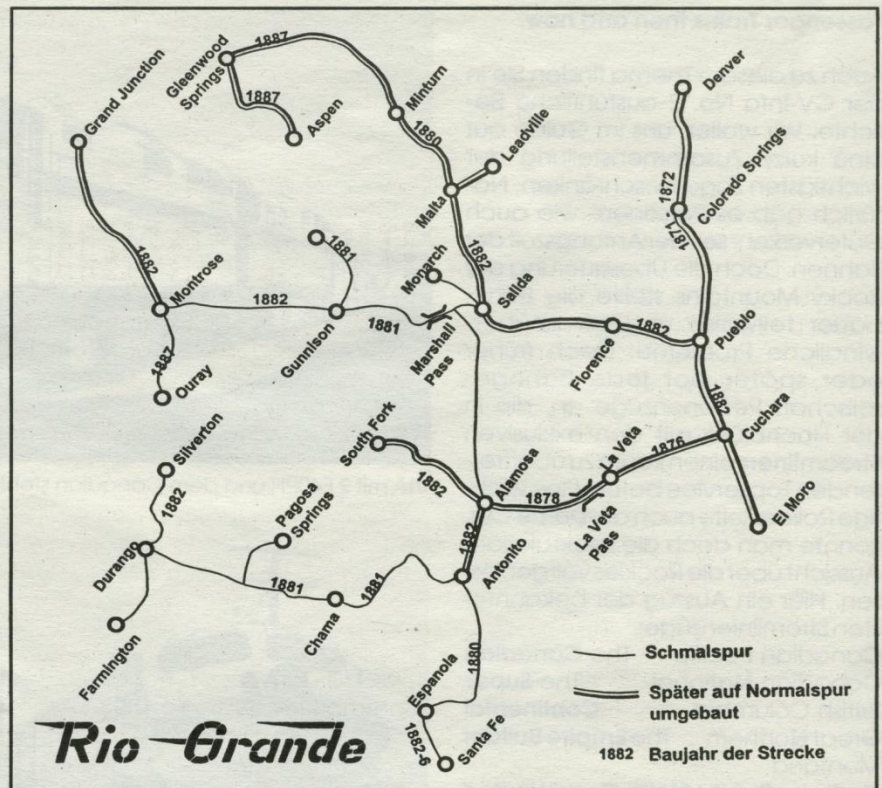 Grand Junction
Gleenwood
Springs
1887
1887
Aspen
Minturn
1880
Leadville
Malta
Denver
1872
Colorado Springs
1871
1882
Montrose
1882
1881
Gunnison
1881
Monarch
Marshall
Pass
1882
Salida
Florence
1882
Pueblo
1882
Cuchara
1887
Ouray
Silverton
1882
South Fork
1882
Alamosa
1878
La Veta
1876
La Veta
Pass
El Moro
Durango
Pagosa
Springs
1881
Chama
1881
1882
Antonito
Farmington
1880
Espanola
1882-6
Santa Fe
Schmalspur
Später auf Normalspur
umgebaut
1882 Baujahr der Strecke
Rio Grande